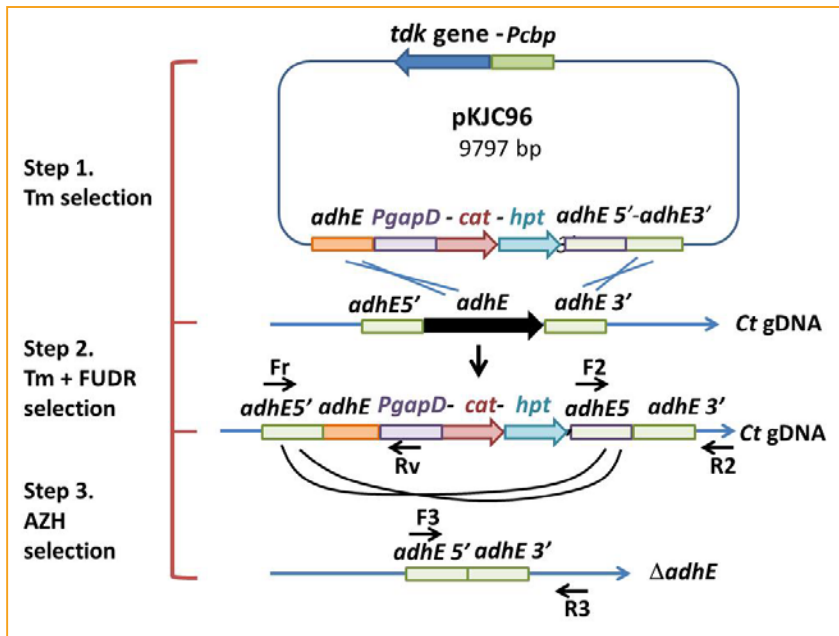 tdk gene -Pcbp
pKJC96
9797 bp
Step 1.
Tm selection
adhE PgapD - cat - hpt adhE 5'-adhE3'
adhE5' adhE adhE 3'
Ct gDNA
Step 2.
Tm + FUDR
selection
Fr F2
adhE5' adhE PgapD- cat- hpt adhE5 adhE 3'
Ct gDNA
Rv R2
Step 3.
AZH
selection
F3
adhE 5' adhE 3'
ΔadhE
R3